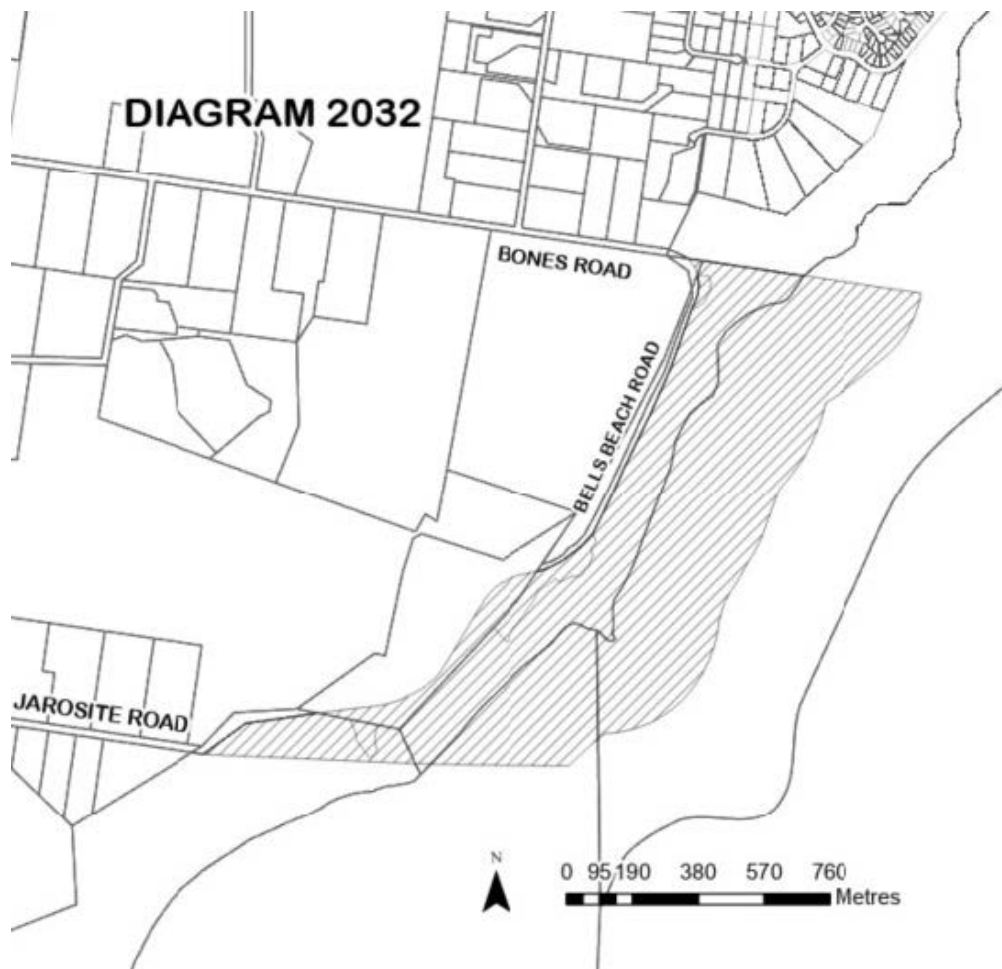 DIAGRAM 2032
BONES ROAD
BELLS BEACH ROAD
JAROSITE ROAD
N
0 95 190 380 570 760
Metres